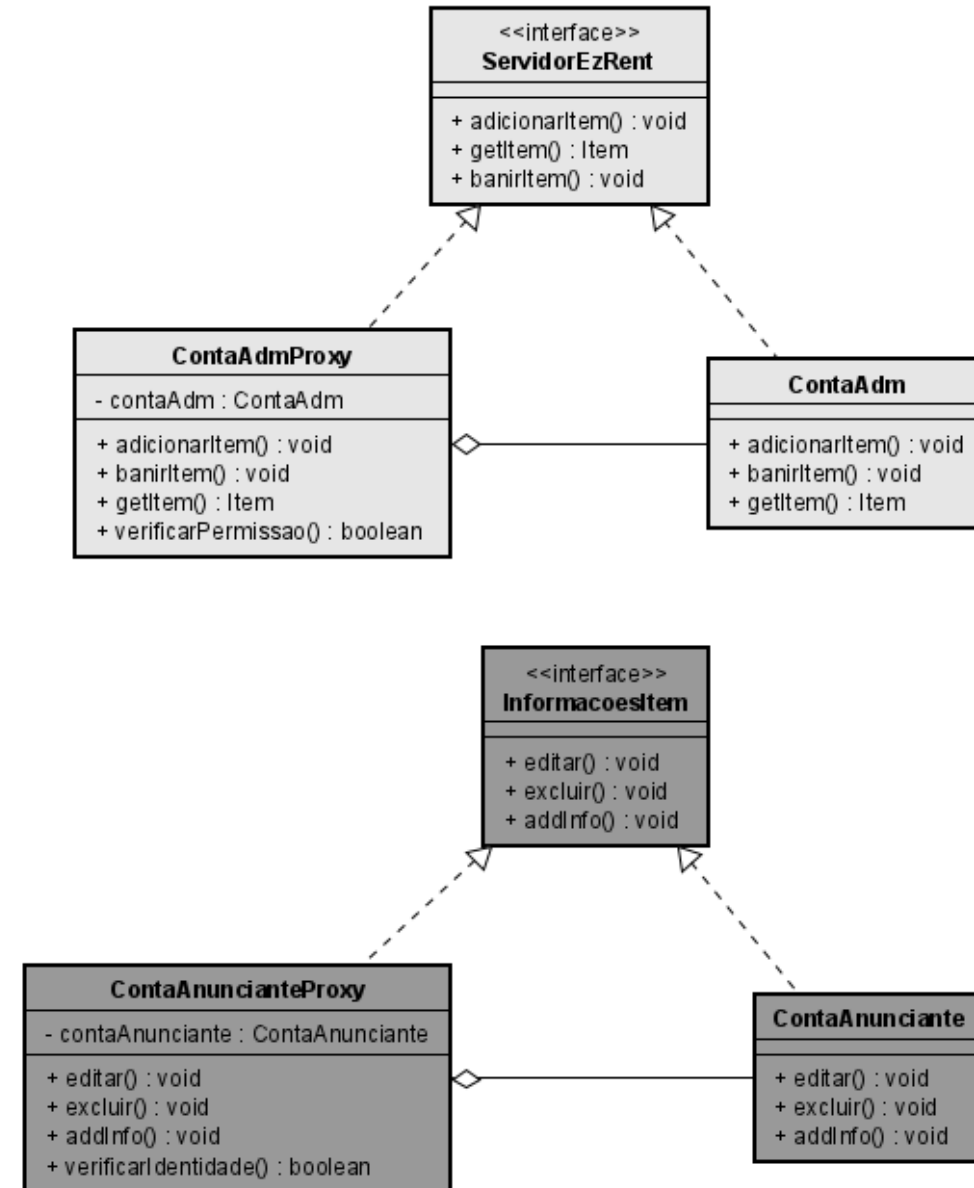 <<interface>>
ServidorEzRent
+ adicionarItem() : void
+ getItem() : Item
+ banirItem() : void
ContaAdmProxy
- contaAdm : ContaAdm
+ adicionarItem() : void
+ banirItem() : void
+ getItem() : Item
+ verificarPermissao() : boolean
ContaAdm
+ adicionarItem() : void
+ banirItem() : void
+ getItem() : Item
<<interface>>
InformacoesItem
+ editar() : void
+ excluir() : void
+ addInfo() : void
ContaAnuncianteProxy
- contaAnunciante : ContaAnunciante
+ editar() : void
+ excluir() : void
+ addInfo() : void
+ verificarIdentidade() : boolean
ContaAnunciante
+ editar() : void
+ excluir() : void
+ addInfo() : void